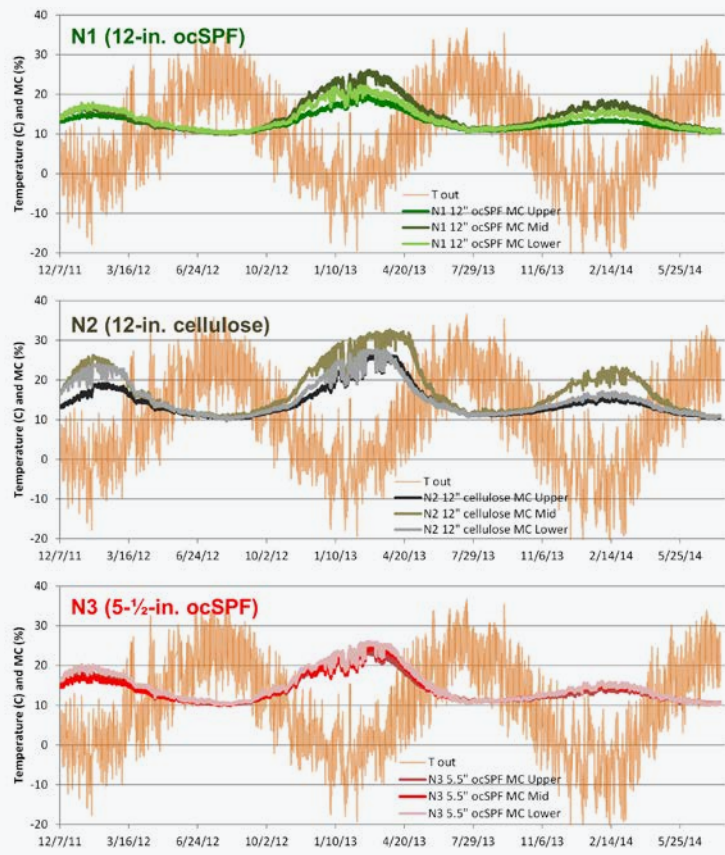 N1 (12-in. ocSPF)
Temperature (C) and MC (%)
40
30
20
10
0
-10
-20
T out
N1 12" ocSPF MC Upper
N1 12" ocSPF MC Mid
N1 12" ocSPF MC Lower
12/7/11 3/16/12 6/24/12 10/2/12 1/10/13 4/20/13 7/29/13 11/6/13 2/14/14 5/25/14
N2 (12-in. cellulose)
Temperature (C) and MC (%)
40
30
20
10
0
-10
-20
T out
N2 12" cellulose MC Upper
N2 12" cellulose MC Mid
N2 12" cellulose MC Lower
12/7/11 3/16/12 6/24/12 10/2/12 1/10/13 4/20/13 7/29/13 11/6/13 2/14/14 5/25/14
N3 (5-½-in. ocSPF)
Temperature (C) and MC (%)
40
30
20
10
0
-10
-20
T out
N3 5.5" ocSPF MC Upper
N3 5.5" ocSPF MC Mid
N3 5.5" ocSPF MC Lower
12/7/11 3/16/12 6/24/12 10/2/12 1/10/13 4/20/13 7/29/13 11/6/13 2/14/14 5/25/14